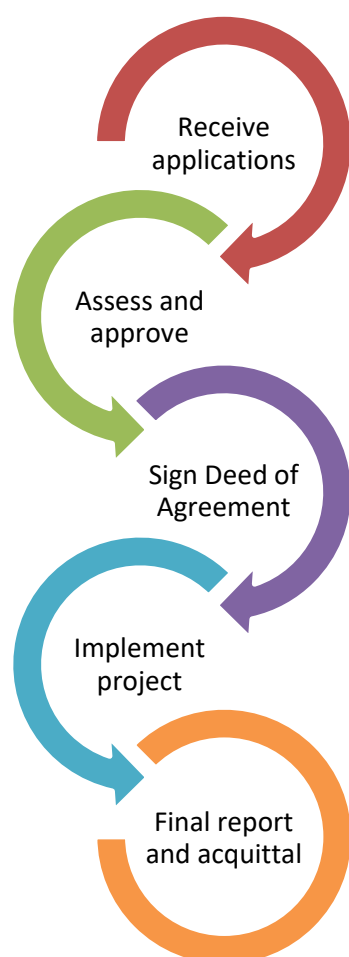 Receive
applications
Assess and
approve
Sign Deed of
Agreement
Implement
project
Final report
and acquittal